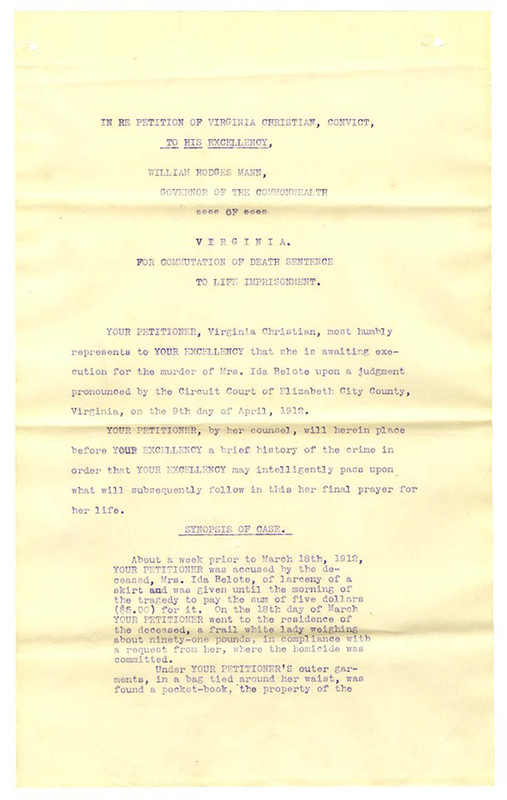 IN RE PETITION OF VIRGINIA CHRISTIAN, CONVICT,
TO HIS EXCELLENCY,
WILLIAM HODGES MANN,
GOVERNOR OF THE COMMONWEALTH
**** OF ****
V I R G I N I A.
FOR COMMUTATION OF DEATH SENTENCE
TO LIFE IMPRISONMENT.
YOUR PETITIONER, Virginia Christian, most humbly
represents to YOUR EXCELLENCY that she is awaiting exe-
cution for the murder of Mrs. Ida Belote upon a judgment
pronounced by the Circuit Court of Elizabeth City County,
Virginia, on the 9th day of April, 1912.
YOUR PETITIONER, by her counsel, will herein place
before YOUR EXCELLENCY a brief history of the crime in
order that YOUR EXCELLENCY may intelligently pass upon
what will subsequently follow in this her final prayer for
her life.
SYNOPSIS OF CASE.
About a week prior to March 18th, 1912,
YOUR PETITIONER was accused by the de-
ceased, Mrs. Ida Belote, of larceny of a
skirt and was given until the morning of
the tragedy to pay the sum of five dollars
($5.00) for it. On the 18th day of March
YOUR PETITIONER went to the residence of
the deceased, a frail white lady weighing
about ninety-one pounds, in compliance with
a request from her, where the homicide was
committed.
Under YOUR PETITIONER'S outer gar-
ments, in a bag tied around her waist, was
found a pocket-book, the property of the